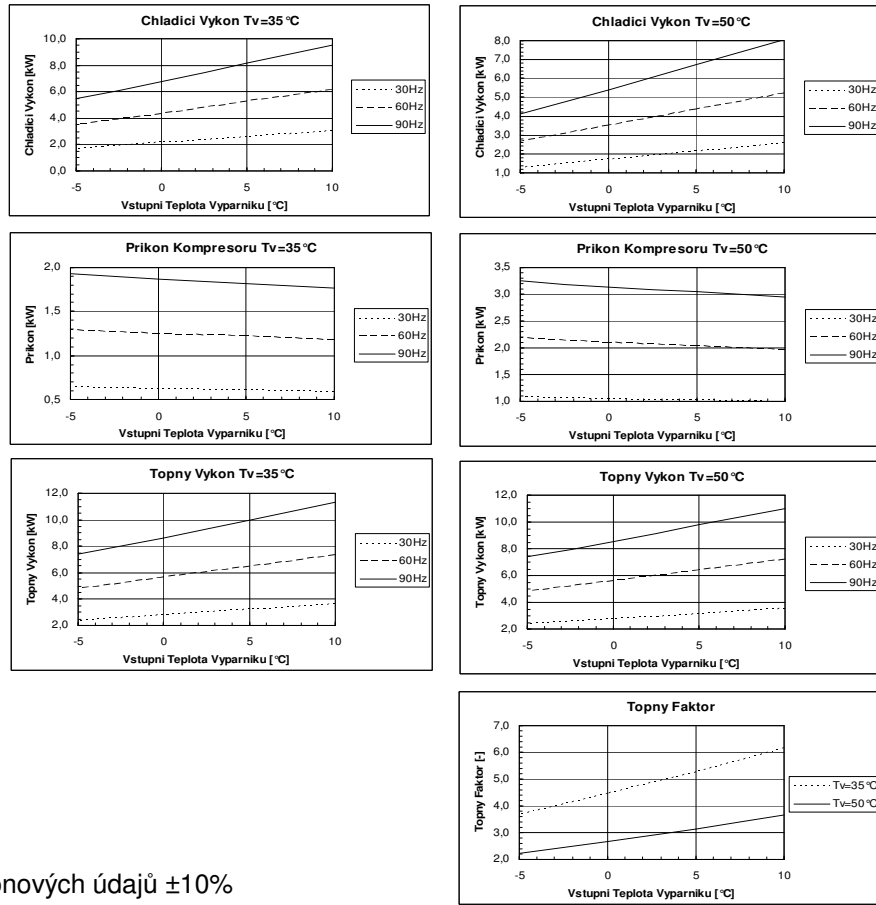 Chladici Vykon Tv=35°C
Chladici Vykon [kW]
10,0
8,0
6,0
4,0
2,0
0,0
-5
0
5
10
Vstupni Teplota Vyparniku [°C]
30Hz
60Hz
90Hz
Chladici Vykon Tv=50°C
Chladici Vykon [kW]
8,0
7,0
6,0
5,0
4,0
3,0
2,0
1,0
-5
0
5
10
Vstupni Teplota Vyparniku [°C]
30Hz
60Hz
90Hz
Prikon Kompresoru Tv=35°C
Prikon [kW]
2,0
1,5
1,0
0,5
-5
0
5
10
Vstupni Teplota Vyparniku [°C]
30Hz
60Hz
90Hz
Prikon Kompresoru Tv=50°C
Prikon [kW]
3,5
3,0
2,5
2,0
1,5
1,0
-5
0
5
10
Vstupni Teplota Vyparniku [°C]
30Hz
60Hz
90Hz
Topny Vykon Tv=35°C
Topny Vykon [kW]
12,0
10,0
8,0
6,0
4,0
2,0
-5
0
5
10
Vstupni Teplota Vyparniku [°C]
30Hz
60Hz
90Hz
Topny Vykon Tv=50°C
Topny Vykon [kW]
12,0
10,0
8,0
6,0
4,0
2,0
-5
0
5
10
Vstupni Teplota Vyparniku [°C]
30Hz
60Hz
90Hz
Topny Faktor
Topny Faktor [-]
7,0
6,0
5,0
4,0
3,0
2,0
-5
0
5
10
Vstupni Teplota Vyparniku [°C]
Tv=35°C
Tv=50°C
onových údajů ±10%